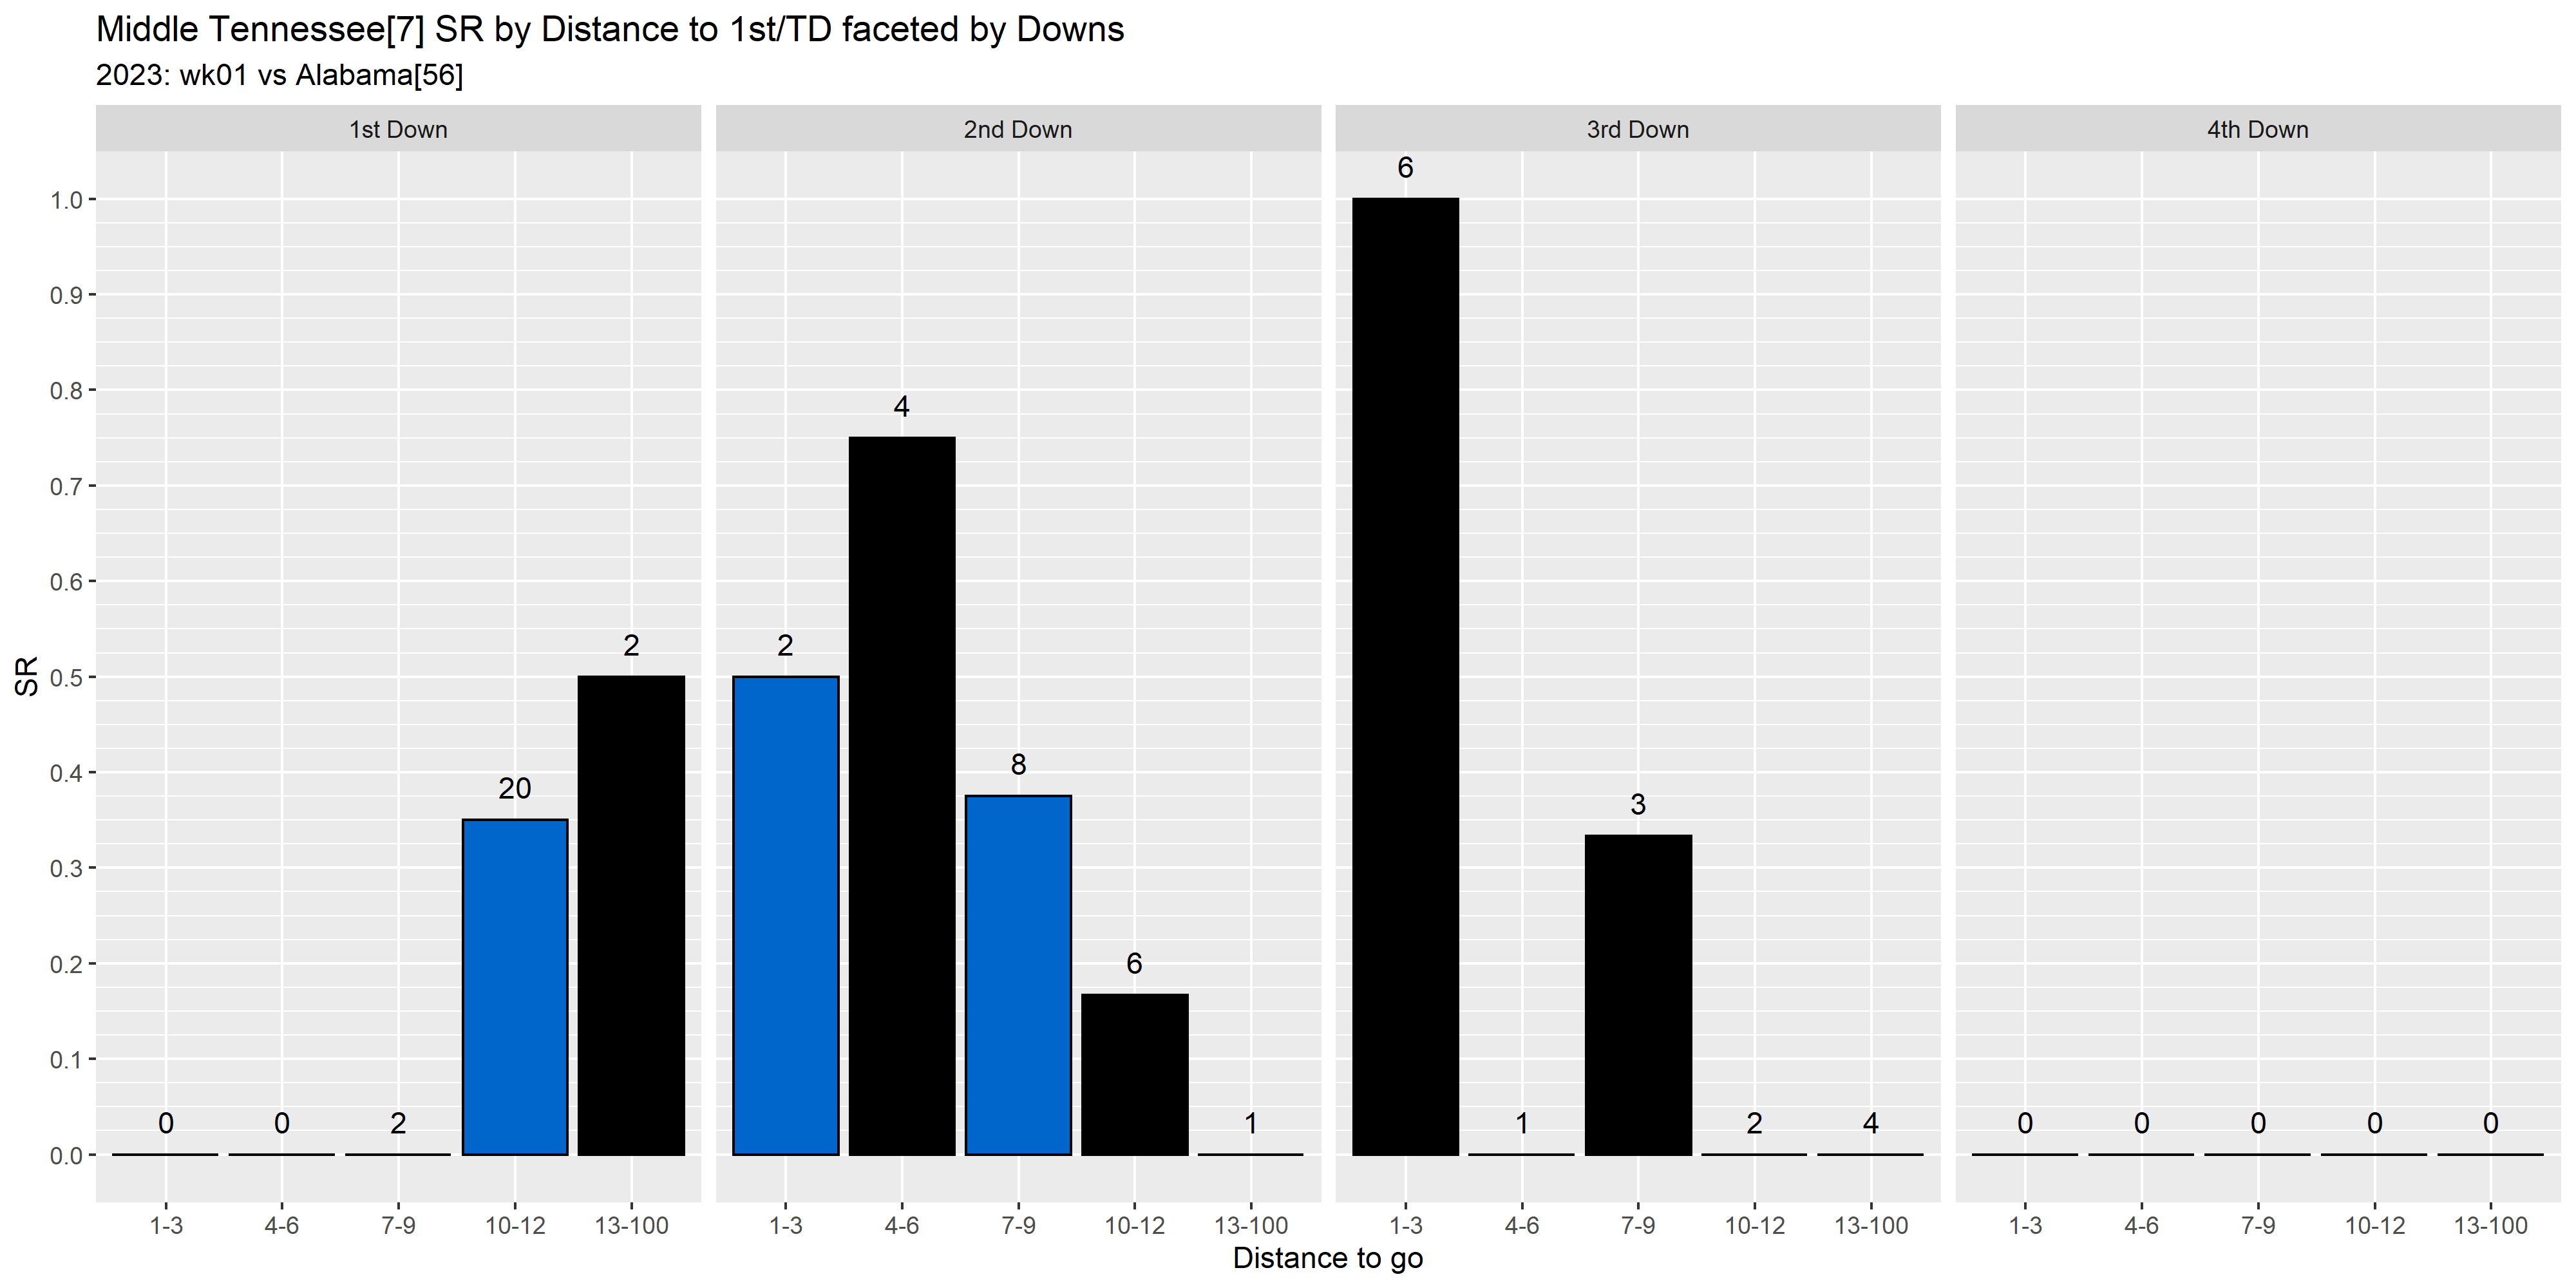 Middle Tennessee[7] SR by Distance to 1st/TD faceted by Downs
2023: wk01 vs Alabama[56]
1st Down
2nd Down
3rd Down
4th Down
SR
1.0
0.9
0.8
0.7
0.6
0.5
0.4
0.3
0.2
0.1
0.0
0 0 2 20 2
2 4 8 6 1
6 1 3 2 4
0 0 0 0 0
1-3 4-6 7-9 10-12 13-100
1-3 4-6 7-9 10-12 13-100
1-3 4-6 7-9 10-12 13-100
1-3 4-6 7-9 10-12 13-100
Distance to go